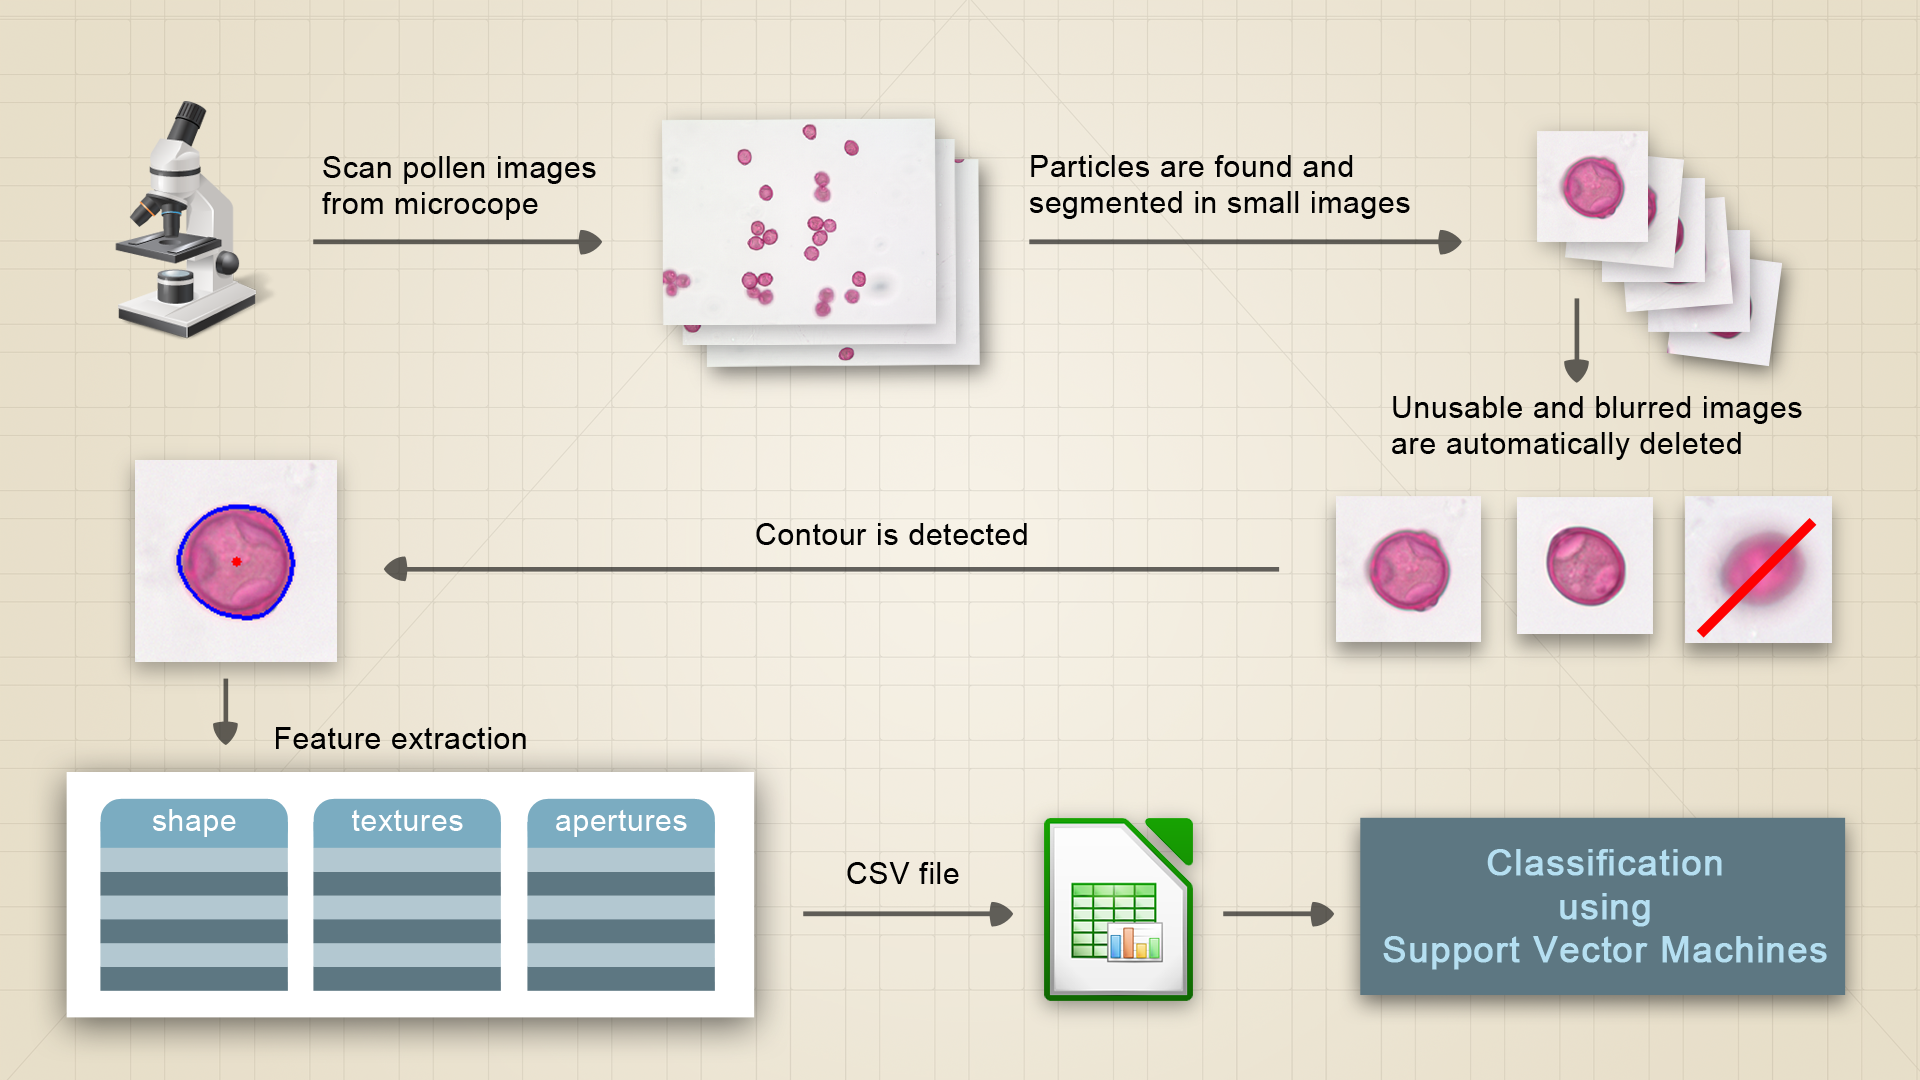 Scan pollen images
from microcope
Particles are found and
segmented in small images
Unusable and blurred images
are automatically deleted
Contour is detected
Feature extraction
shape
textures
apertures
CSV file
Classification
using
Support Vector Machines